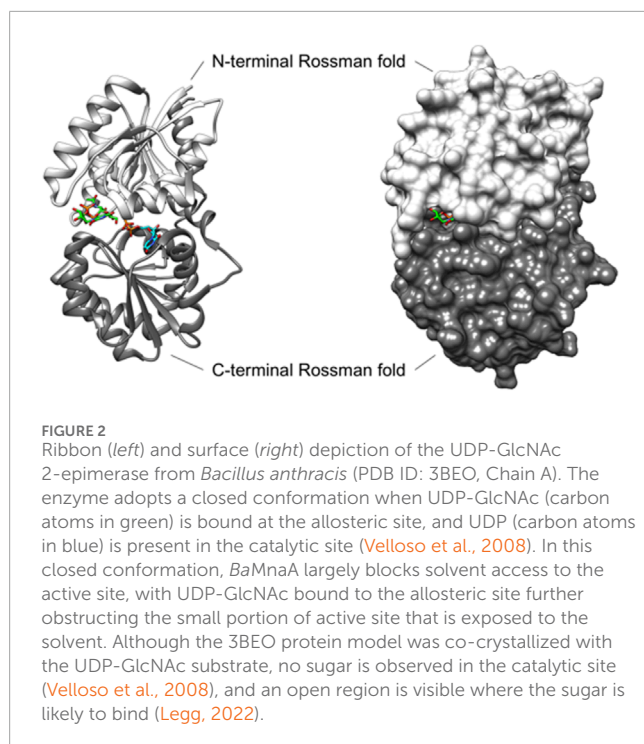 N-terminal Rossman fold
C-terminal Rossman fold
FIGURE 2
Ribbon (left) and surface (right) depiction of the UDP-GlcNAc
2-epimerase from Bacillus anthracis (PDB ID: 3BEO, Chain A). The
enzyme adopts a closed conformation when UDP-GlcNAc (carbon
atoms in green) is bound at the allosteric site, and UDP (carbon atoms
in blue) is present in the catalytic site (Velloso et al., 2008). In this
closed conformation, BaMnaA largely blocks solvent access to the
active site, with UDP-GlcNAc bound to the allosteric site further
obstructing the small portion of active site that is exposed to the
solvent. Although the 3BEO protein model was co-crystallized with
the UDP-GlcNAc substrate, no sugar is observed in the catalytic site
(Velloso et al., 2008), and an open region is visible where the sugar is
likely to bind (Legg, 2022).